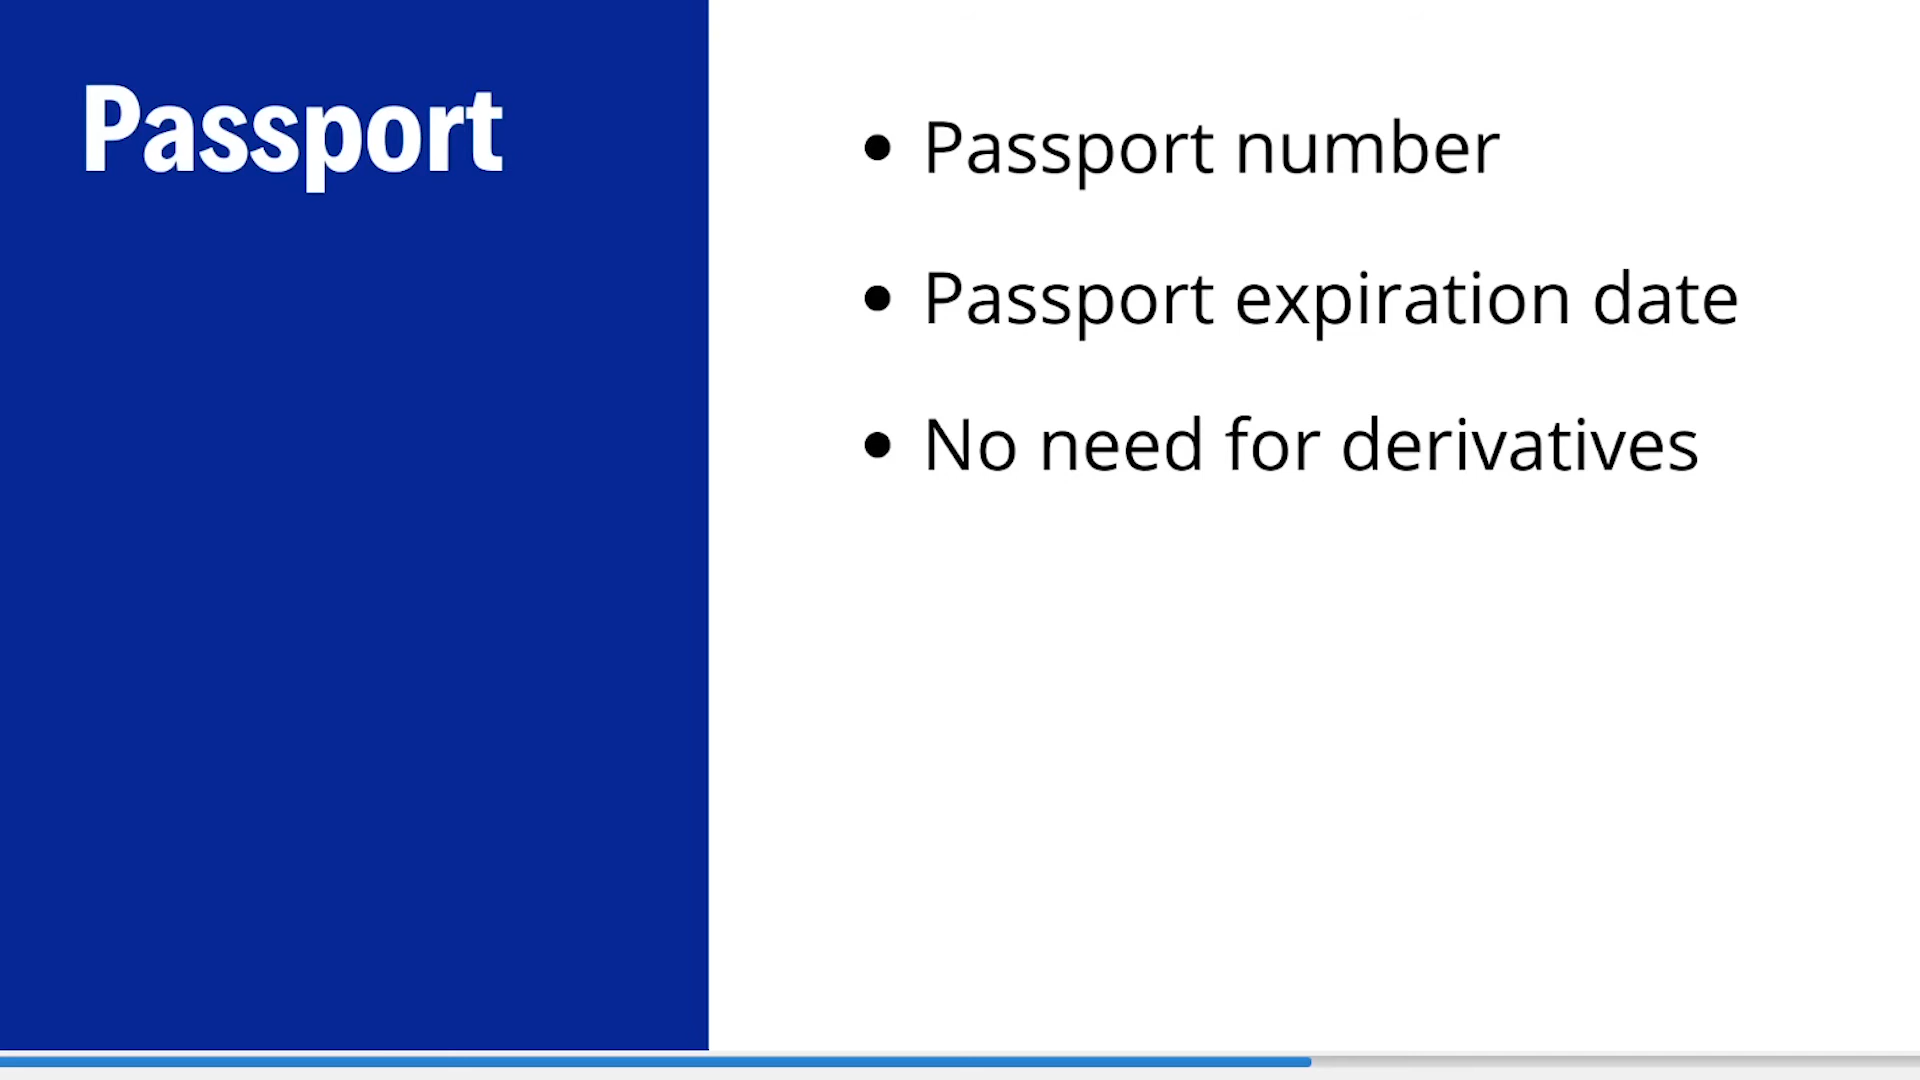 Passport
• Passport number
• Passport expiration date
• No need for derivatives